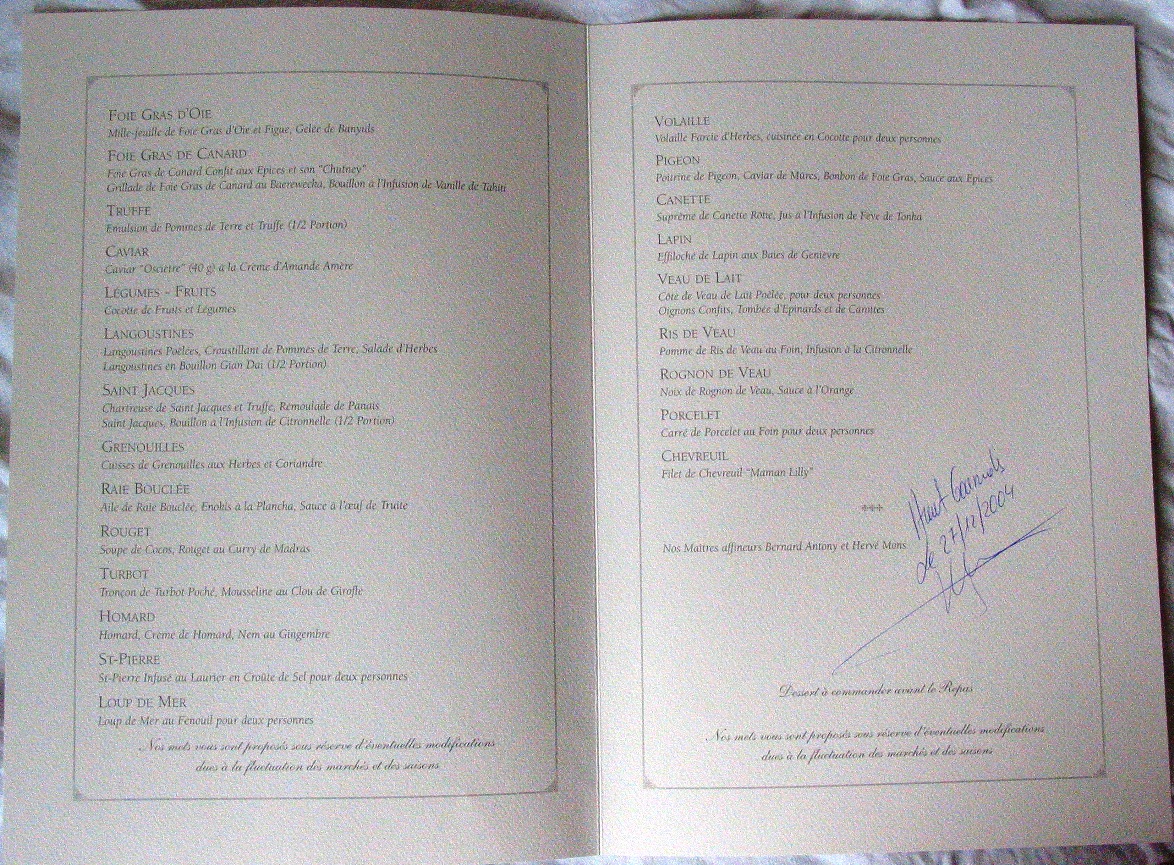 FOIE GRAS D'OIE
Mille-feuille de Foie Gras d'Oie et Figue, Gelée de Banyuls
FOIE GRAS DE CANARD
Foie Gras de Canard Confit aux Epices et son "Chutney"
Grillade de Foie Gras de Canard au Baerewecka, Bouillon à l'Infusion de Vanille de Tahiti
TRUFFE
Emulsion de Pommes de Terre et Truffe (1/2 Portion)
CAVIAR
Caviar "Osciètre" (40 g) à la Crème d'Amande Amère
LÉGUMES - FRUITS
Cocotte de Fruits et Légumes
LANGOUSTINES
Langoustines Poêlées, Croustillant de Pommes de Terre, Salade d'Herbes
Langoustines en Bouillon Gian Dai (1/2 Portion)
SAINT JACQUES
Chartreuse de Saint Jacques et Truffe, Rémoulade de Panais
Saint Jacques, Bouillon à l'Infusion de Citronnelle (1/2 Portion)
GRENOUILLES
Cuisses de Grenouilles aux Herbes et Coriandre
RAIE BOUCLÉE
Aile de Raie Bouclée, Enokis à la Plancha, Sauce à l'œuf de Truite
ROUGET
Soupe de Cocos, Rouget au Curry de Madras
TURBOT
Tronçon de Turbot Poché, Mousseline au Clou de Girofle
HOMARD
Homard, Crème de Homard, Nem au Gingembre
ST-PIERRE
St-Pierre Infusé au Laurier en Croûte de Sel pour deux personnes
LOUP DE MER
Loup de Mer au Fenouil pour deux personnes
Nos mets vous sont proposés sous réserve d'éventuelles modifications
dues à la fluctuation des marchés et des saisons
VOLAILLE
Volaille Farcie d'Herbes, cuisinée en Cocotte pour deux personnes
PIGEON
Poitrine de Pigeon, Caviar de Mûres, Bonbon de Foie Gras, Sauce aux Epices
CANETTE
Suprême de Canette Rôtie, Jus à l'Infusion de Fève de Tonka
LAPIN
Effiloché de Lapin aux Baies de Genièvre
VEAU DE LAIT
Côte de Veau de Lait Poêlée, pour deux personnes
Oignons Confits, Tombée d'Epinards et de Carottes
RIS DE VEAU
Pomme de Ris de Veau au Foin, Infusion à la Citronnelle
ROGNON DE VEAU
Noix de Rognon de Veau, Sauce à l'Orange
PORCELET
Carré de Porcelet au Foin pour deux personnes
CHEVREUIL
Filet de Chevreuil "Maman Lilly"
Nos Maîtres affineurs Bernard Antony et Hervé Mons
le 27/12/2004
Dessert à commander avant le Repas
Nos mets vous sont proposés sous réserve d'éventuelles modifications
dues à la fluctuation des marchés et des saisons